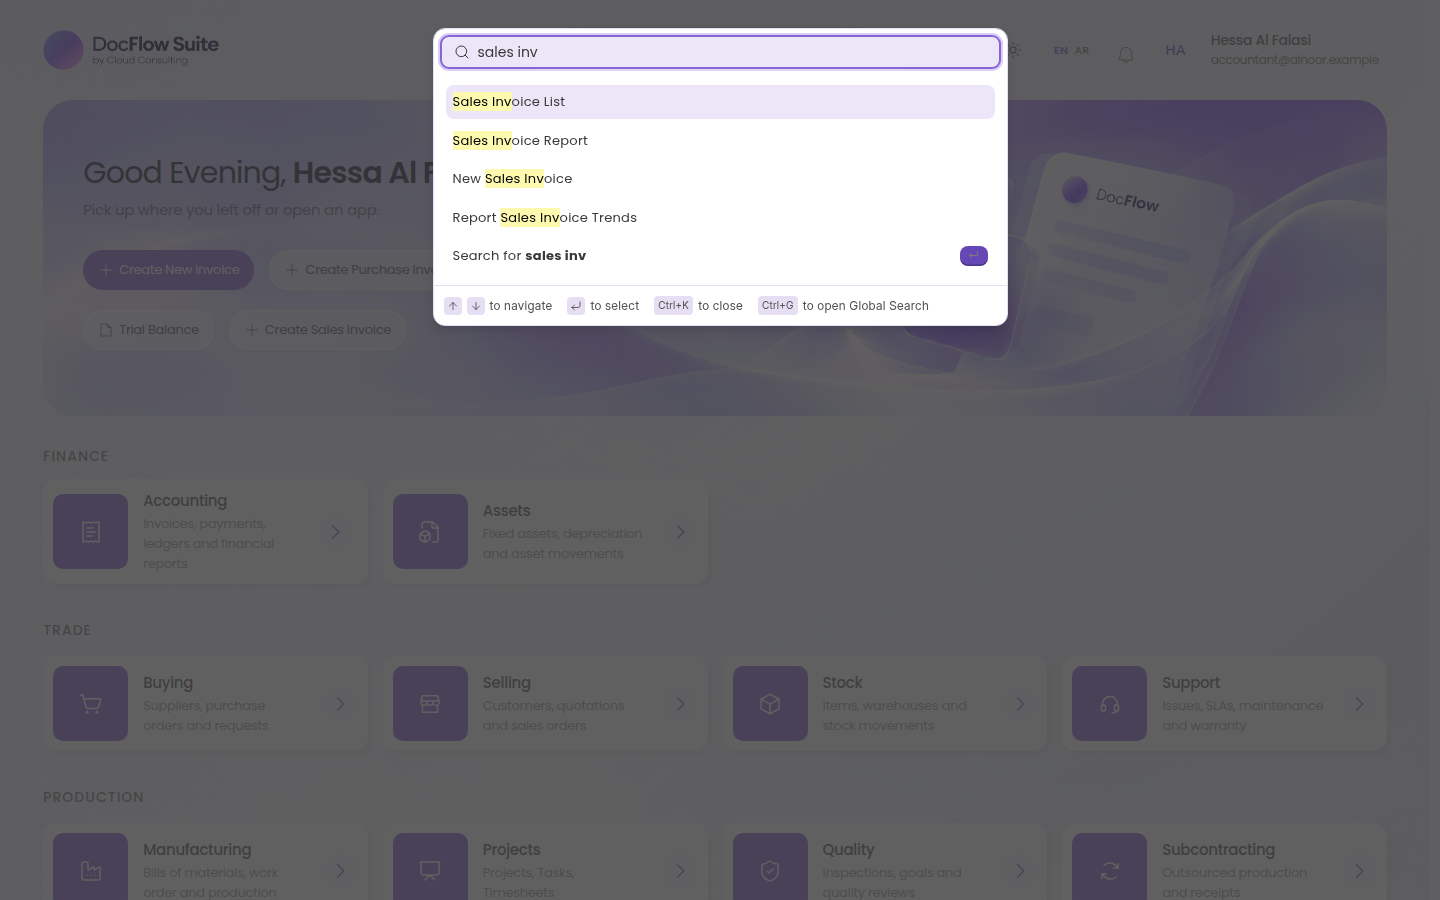 DocFlow Suite
by Cloud Consulting
sales inv
EN AR
HA
Hessa Al Falasi
accountant@alnoor.example
Sales Invoice List
Sales Invoice Report
New Sales Invoice
Report Sales Invoice Trends
Search for sales inv
to navigate
to select
Ctrl+K to close
Ctrl+G to open Global Search
Good Evening, Hessa Al F
Pick up where you left off or open an app.
DocFlow
Create New Invoice
Create Purchase Inv
Trial Balance
Create Sales Invoice
FINANCE
Accounting
Invoices, payments,
ledgers and financial
reports
Assets
Fixed assets, depreciation
and asset movements
TRADE
Buying
Suppliers, purchase
orders and requests
Selling
Customers, quotations
and sales orders
Stock
Items, warehouses and
stock movements
Support
Issues, SLAs, maintenance
and warranty
PRODUCTION
Manufacturing
Bills of materials, work
order and production
Projects
Projects, Tasks,
Timesheets
Quality
Inspections, goals and
quality reviews
Subcontracting
Outsourced production
and receipts